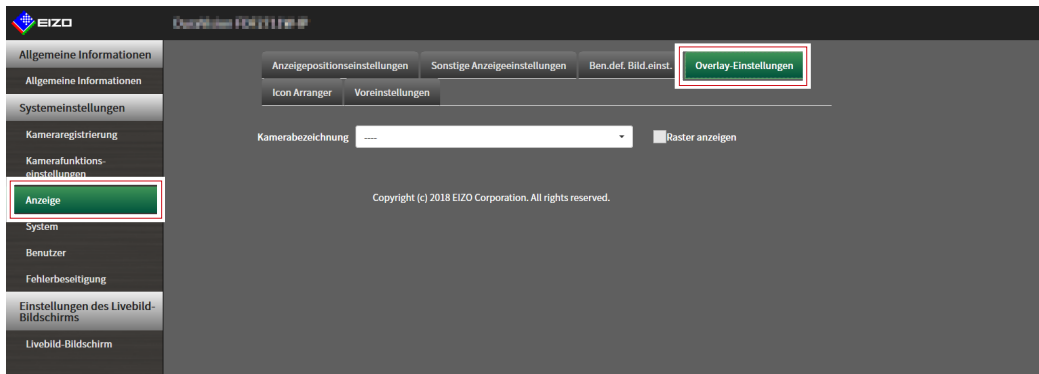 EIZO
Allgemeine Informationen
Allgemeine Informationen
Systemeinstellungen
Kameraregistrierung
Kamerafunktions-
einstellungen
Anzeige
System
Benutzer
Fehlerbeseitigung
Einstellungen des Livebild-
Bildschirms
Livebild-Bildschirm
Anzeigepositionseinstellungen Sonstige Anzeigeeinstellungen Ben.def. Bild.einst. Overlay-Einstellungen
Icon Arranger Voreinstellungen
Kamerabezeichnung ---- Raster anzeigen
Copyright (c) 2018 EIZO Corporation. All rights reserved.